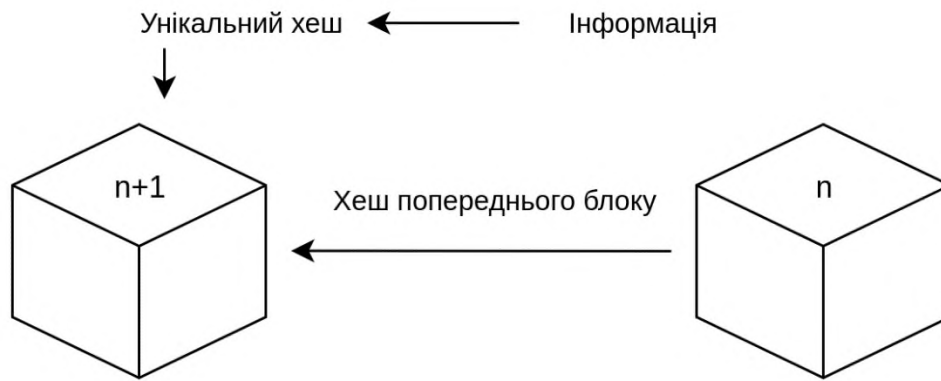 Унікальний хеш
Інформація
n+1
Хеш попереднього блоку
n